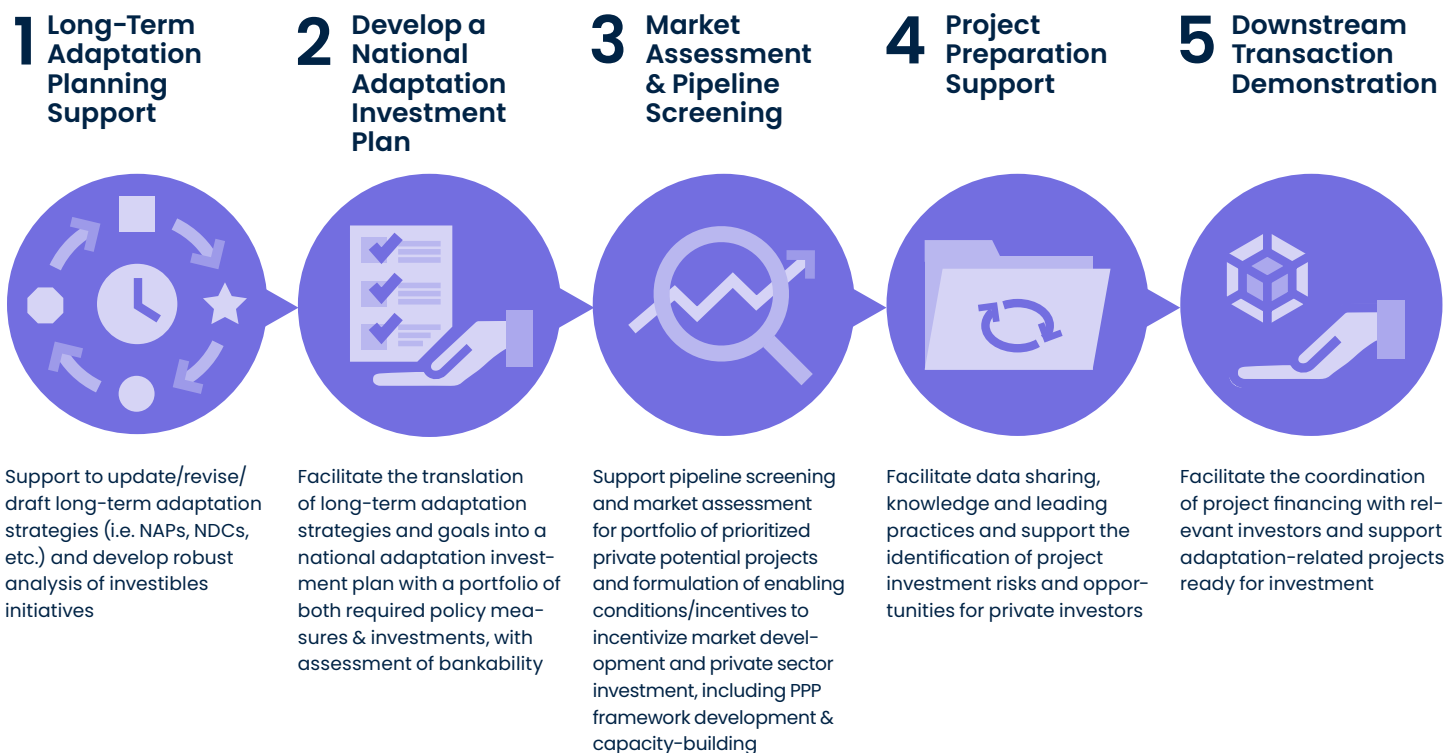 1 Long-Term
Adaptation
Planning
Support
Support to update/revise/
draft long-term adaptation
strategies (i.e. NAPs, NDCs,
etc.) and develop robust
analysis of investibles
initiatives
2 Develop a
National
Adaptation
Investment
Plan
Facilitate the translation
of long-term adaptation
strategies and goals into a
national adaptation invest-
ment plan with a portfolio of
both required policy mea-
sures & investments, with
assessment of bankability
3 Market
Assessment
& Pipeline
Screening
Support pipeline screening
and market assessment
for portfolio of prioritized
private potential projects
and formulation of enabling
conditions/incentives to
incentivize market devel-
opment and private sector
investment, including PPP
framework development &
capacity-building
4 Project
Preparation
Support
Facilitate data sharing,
knowledge and leading
practices and support the
identification of project
investment risks and oppor-
tunities for private investors
5 Downstream
Transaction
Demonstration
Facilitate the coordination
of project financing with rel-
evant investors and support
adaptation-related projects
ready for investment